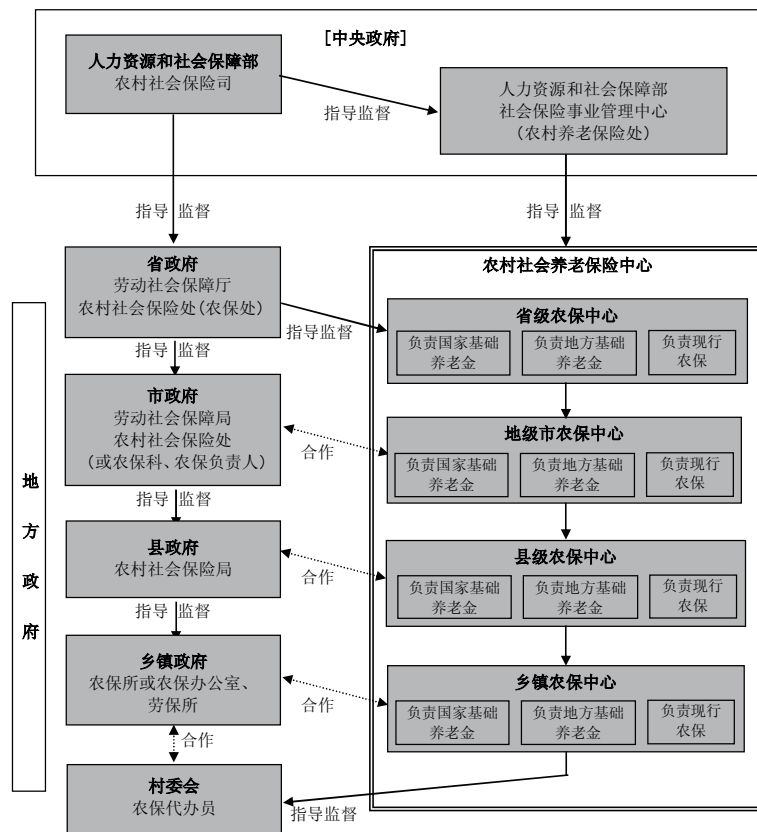 [中央政府]
人力资源和社会保障部
农村社会保险司
指导监督
人力资源和社会保障部
社会保险事业管理中心
(农村养老保险处)
指导 监督
指导 监督
省政府
劳动社会保障厅
农村社会保险处(农保处)
指导监督
指导 监督
农村社会养老保险中心
省级农保中心
负责国家基础
养老金
负责地方基础
养老金
负责现行
农保
地方政府
市政府
劳动社会保障局
农村社会保险处
(或农保科、农保负责人)
合作
指导 监督
地级市农保中心
负责国家基础
养老金
负责地方基础
养老金
负责现行
农保
县政府
农村社会保险局
合作
指导 监督
县级农保中心
负责国家基础
养老金
负责地方基础
养老金
负责现行
农保
乡镇政府
农保所或农保办公室、
劳保所
合作
合作
乡镇农保中心
负责国家基础
养老金
负责地方基础
养老金
负责现行
农保
村委会
农保代办员
指导监督